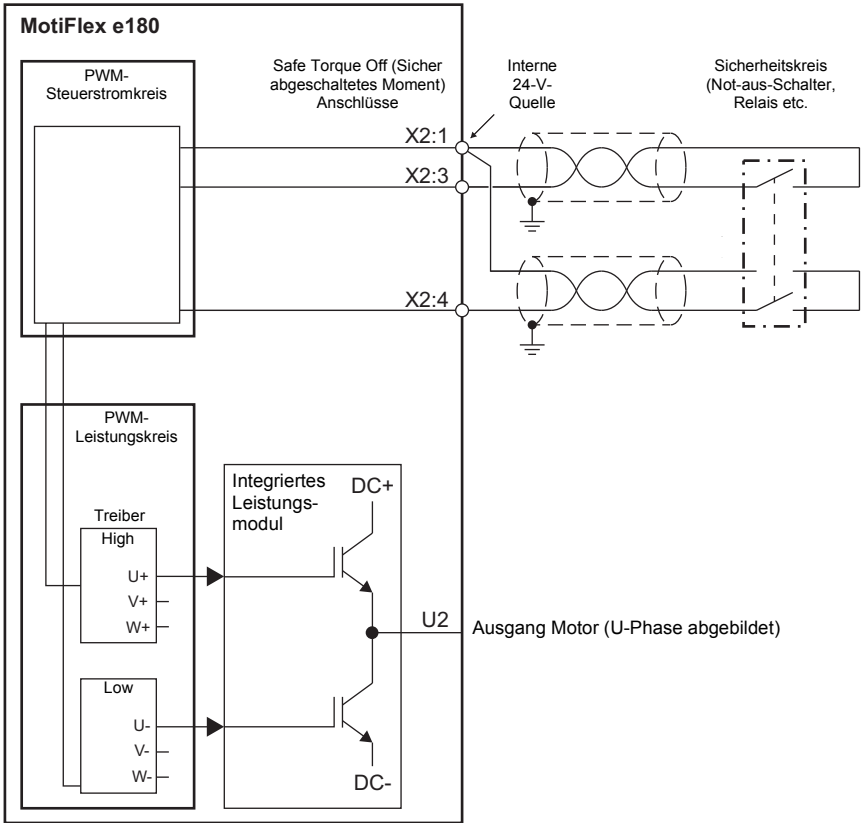 MotiFlex e180
PWM-
Steuerstromkreis
Safe Torque Off (Sicher
abgeschaltetes Moment)
Anschlüsse
Interne
24-V-
Quelle
Sicherheitskreis
(Not-aus-Schalter,
Relais etc.
X2:1
X2:3
X2:4
PWM-
Leistungskreis
Treiber
High
U+
V+
W+
Low
U-
V-
W-
Integriertes
Leistungs-
modul
DC+
DC-
U2
Ausgang Motor (U-Phase abgebildet)